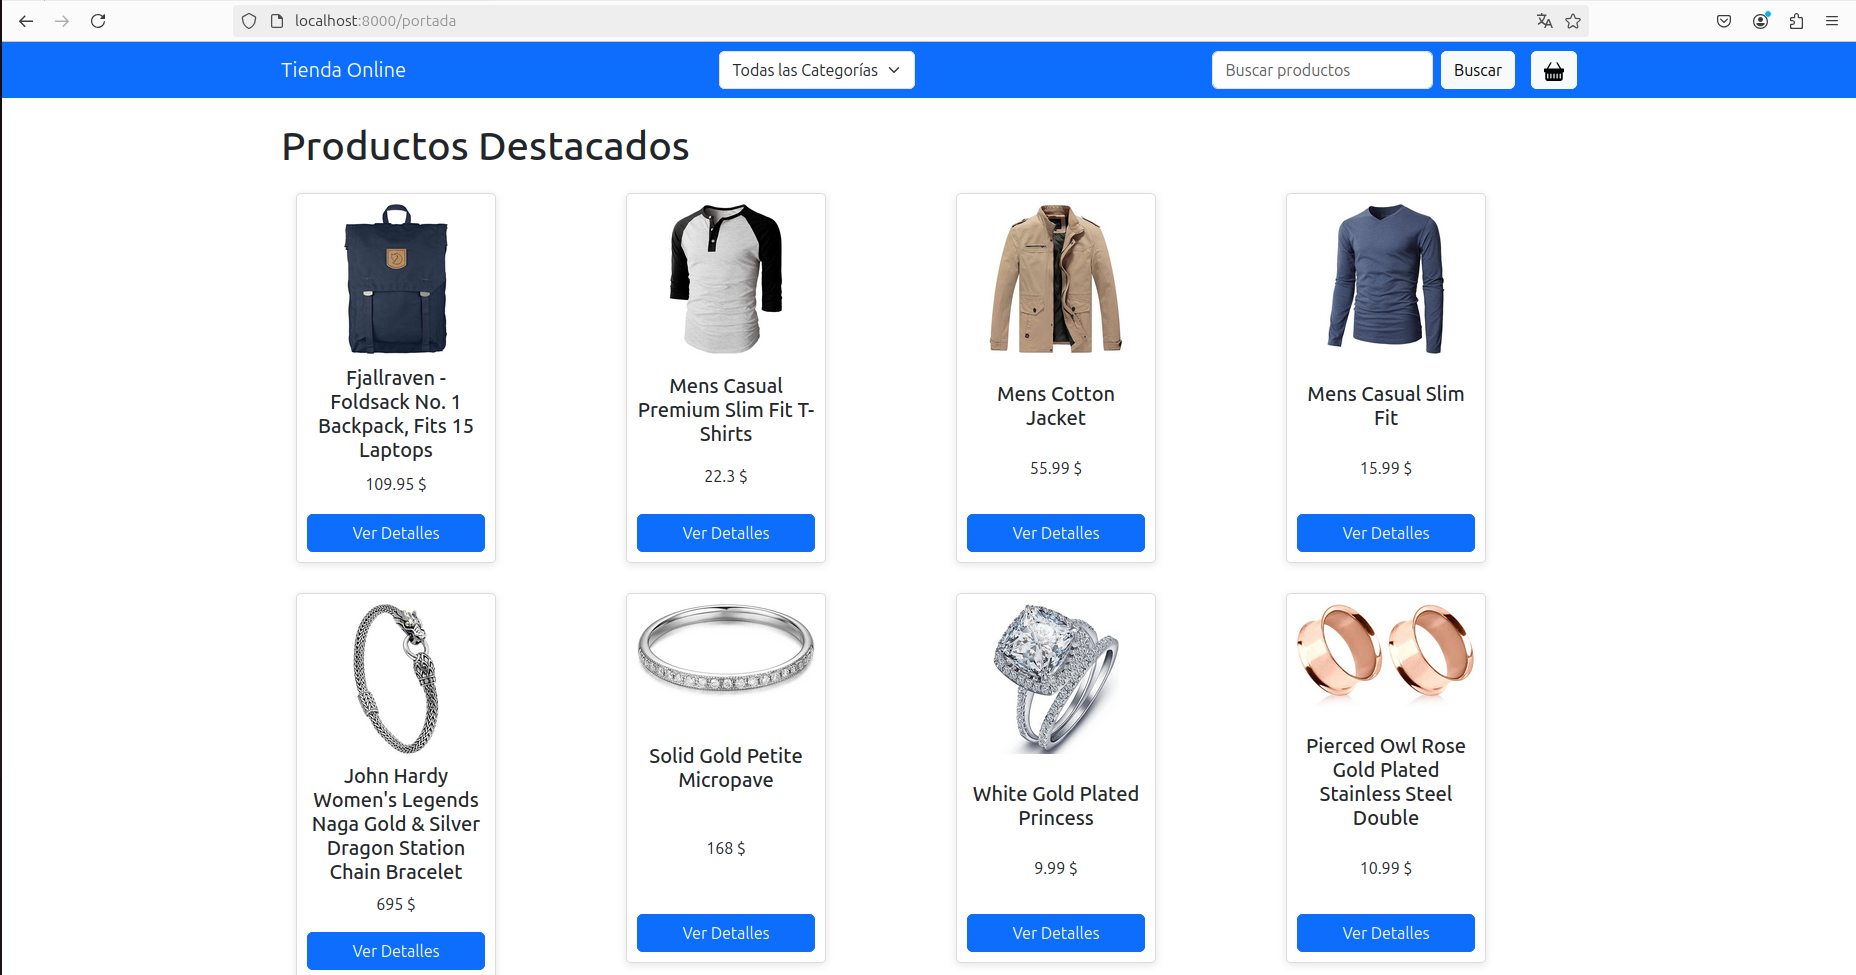 localhost:8000/portada
Tienda Online
Todas las Categorías
Buscar productos
Buscar
Productos Destacados
Fjallraven -
Foldsack No. 1
Backpack, Fits 15
Laptops
109.95 $
Ver Detalles
Mens Casual
Premium Slim Fit T-
Shirts
22.3 $
Ver Detalles
Mens Cotton
Jacket
55.99 $
Ver Detalles
Mens Casual Slim
Fit
15.99 $
Ver Detalles
John Hardy
Women's Legends
Naga Gold & Silver
Dragon Station
Chain Bracelet
695 $
Ver Detalles
Solid Gold Petite
Micropave
168 $
Ver Detalles
White Gold Plated
Princess
9.99 $
Ver Detalles
Pierced Owl Rose
Gold Plated
Stainless Steel
Double
10.99 $
Ver Detalles